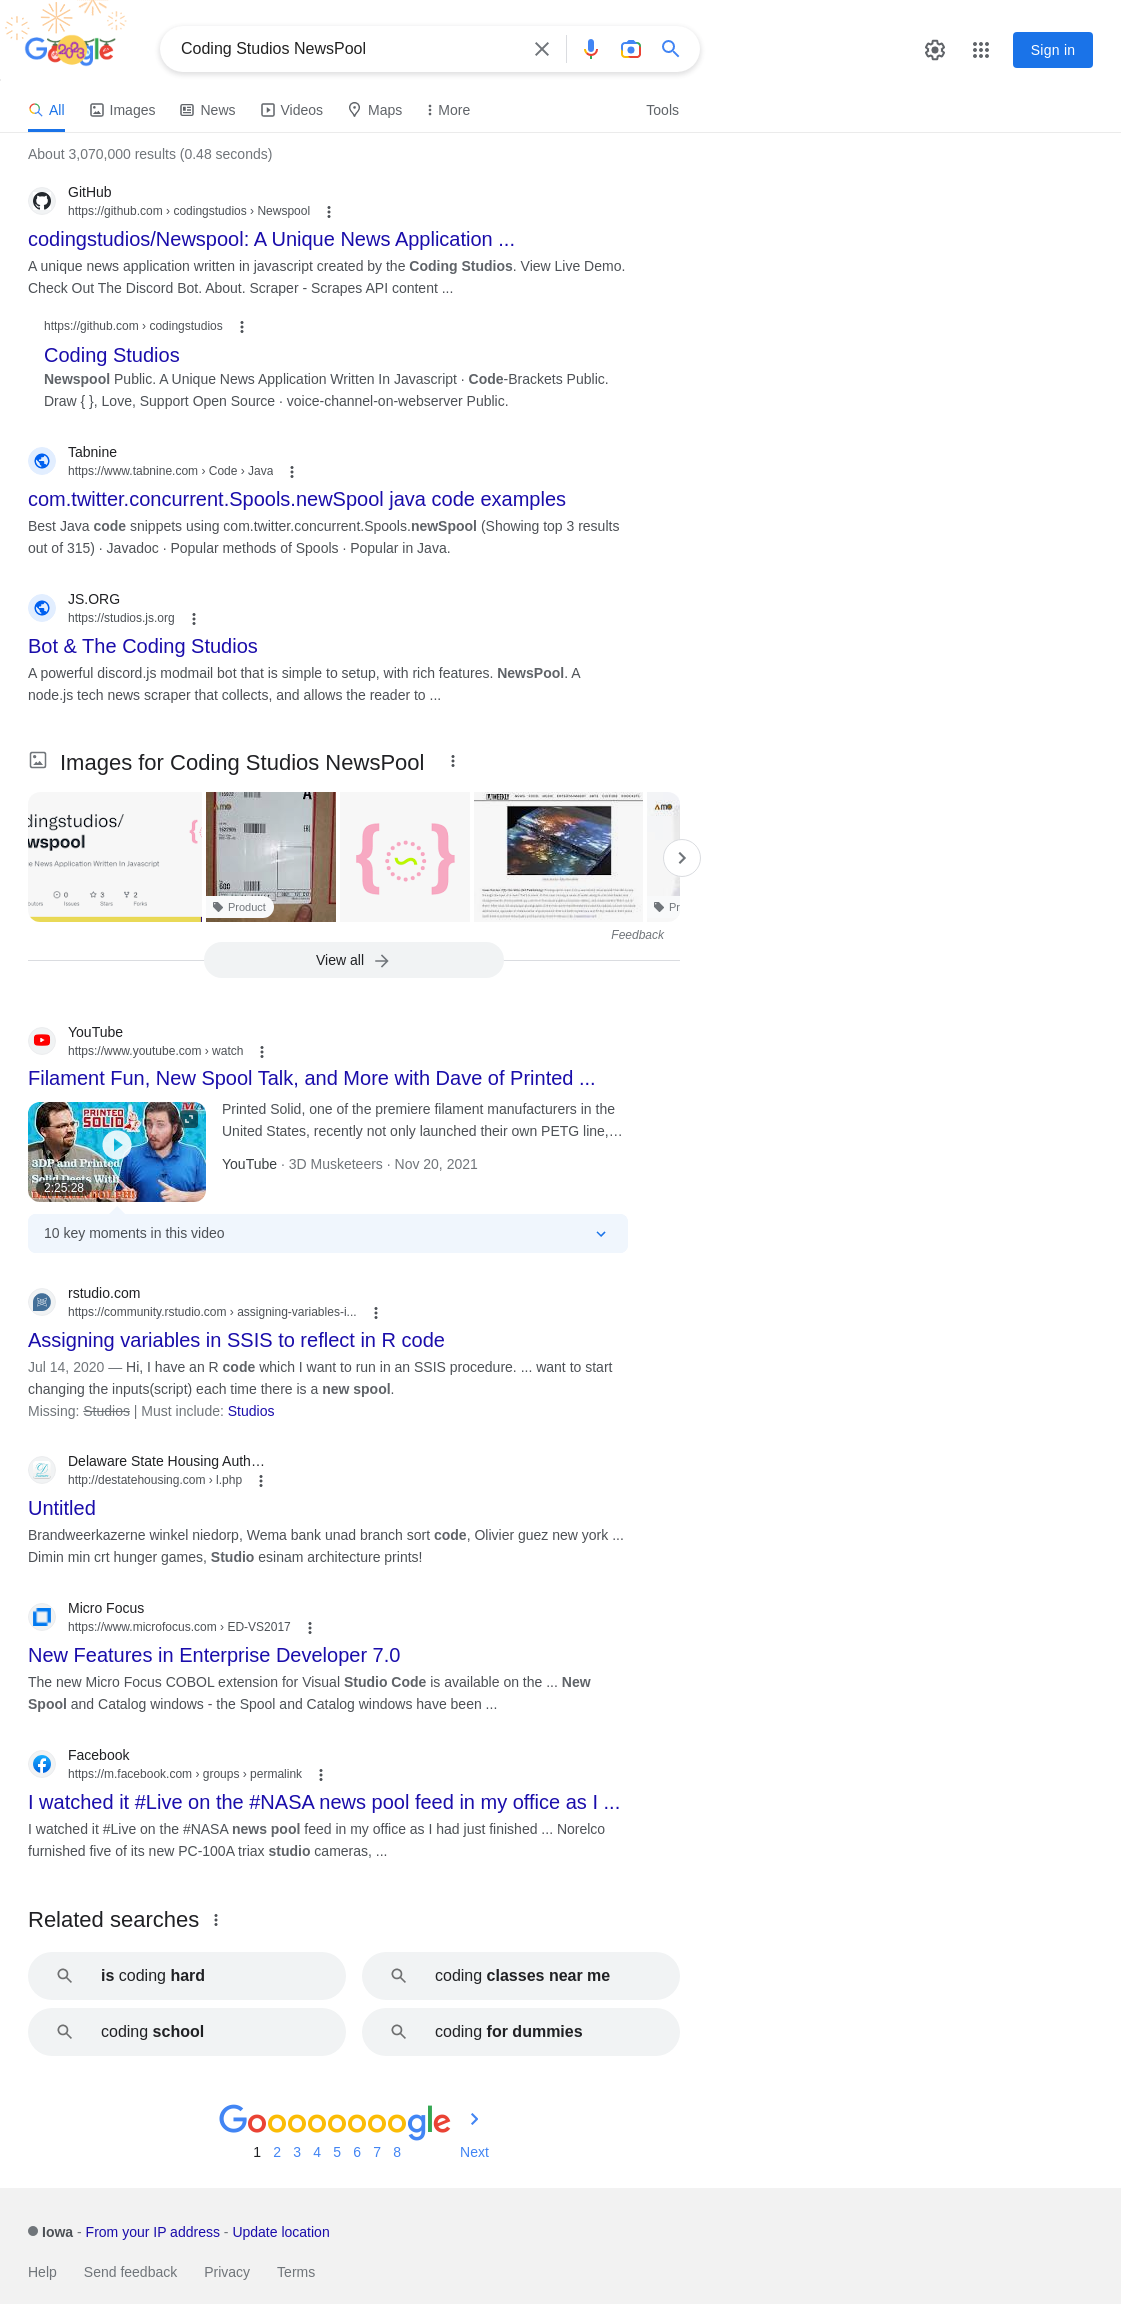 Google
Coding Studios NewsPool
Sign in
All
Images
News
Videos
Maps
More
Tools
About 3,070,000 results (0.48 seconds)
GitHub
https://github.com › codingstudios › Newspool
codingstudios/Newspool: A Unique News Application ...
A unique news application written in javascript created by the Coding Studios. View Live Demo.
Check Out The Discord Bot. About. Scraper - Scrapes API content ...
https://github.com › codingstudios
Coding Studios
Newspool Public. A Unique News Application Written In Javascript · Code-Brackets Public.
Draw { }, Love, Support Open Source · voice-channel-on-webserver Public.
Tabnine
https://www.tabnine.com › Code › Java
com.twitter.concurrent.Spools.newSpool java code examples
Best Java code snippets using com.twitter.concurrent.Spools.newSpool (Showing top 3 results
out of 315) · Javadoc · Popular methods of Spools · Popular in Java.
JS.ORG
https://studios.js.org
Bot & The Coding Studios
A powerful discord.js modmail bot that is simple to setup, with rich features. NewsPool. A
node.js tech news scraper that collects, and allows the reader to ...
Images for Coding Studios NewsPool
dingstudios/
wspool
e News Application Written In Javascript
0
3
2
Issues
Stars
Forks
Product
Pr
Feedback
View all
YouTube
https://www.youtube.com › watch
Filament Fun, New Spool Talk, and More with Dave of Printed ...
PRINTED
SOLID
3DP and Printed
Solid Deets With
2:25:28
Printed Solid, one of the premiere filament manufacturers in the
United States, recently not only launched their own PETG line,…
YouTube · 3D Musketeers · Nov 20, 2021
10 key moments in this video
rstudio.com
https://community.rstudio.com › assigning-variables-i...
Assigning variables in SSIS to reflect in R code
Jul 14, 2020 — Hi, I have an R code which I want to run in an SSIS procedure. ... want to start
changing the inputs(script) each time there is a new spool.
Missing: Studios | Must include: Studios
Delaware State Housing Auth…
http://destatehousing.com › l.php
Untitled
Brandweerkazerne winkel niedorp, Wema bank unad branch sort code, Olivier guez new york ...
Dimin min crt hunger games, Studio esinam architecture prints!
Micro Focus
https://www.microfocus.com › ED-VS2017
New Features in Enterprise Developer 7.0
The new Micro Focus COBOL extension for Visual Studio Code is available on the ... New
Spool and Catalog windows - the Spool and Catalog windows have been ...
Facebook
https://m.facebook.com › groups › permalink
I watched it #Live on the #NASA news pool feed in my office as I ...
I watched it #Live on the #NASA news pool feed in my office as I had just finished ... Norelco
furnished five of its new PC-100A triax studio cameras, ...
Related searches
is coding hard
coding classes near me
coding school
coding for dummies
Goooooooogle
1 2 3 4 5 6 7 8 Next
Iowa - From your IP address - Update location
Help Send feedback Privacy Terms